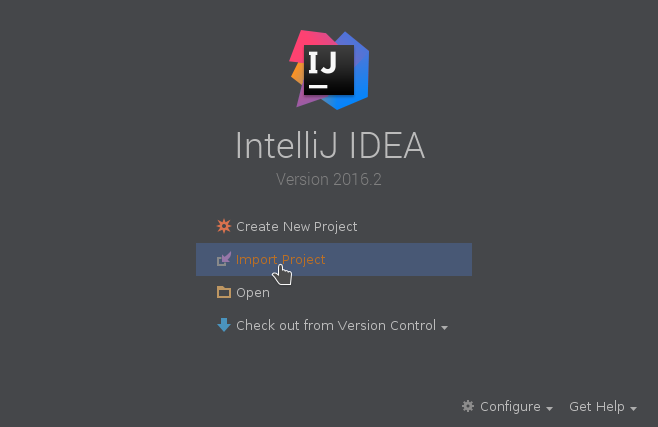 IJ
IntelliJ IDEA
Version 2016.2
Create New Project
Import Project
Open
Check out from Version Control
Configure Get Help